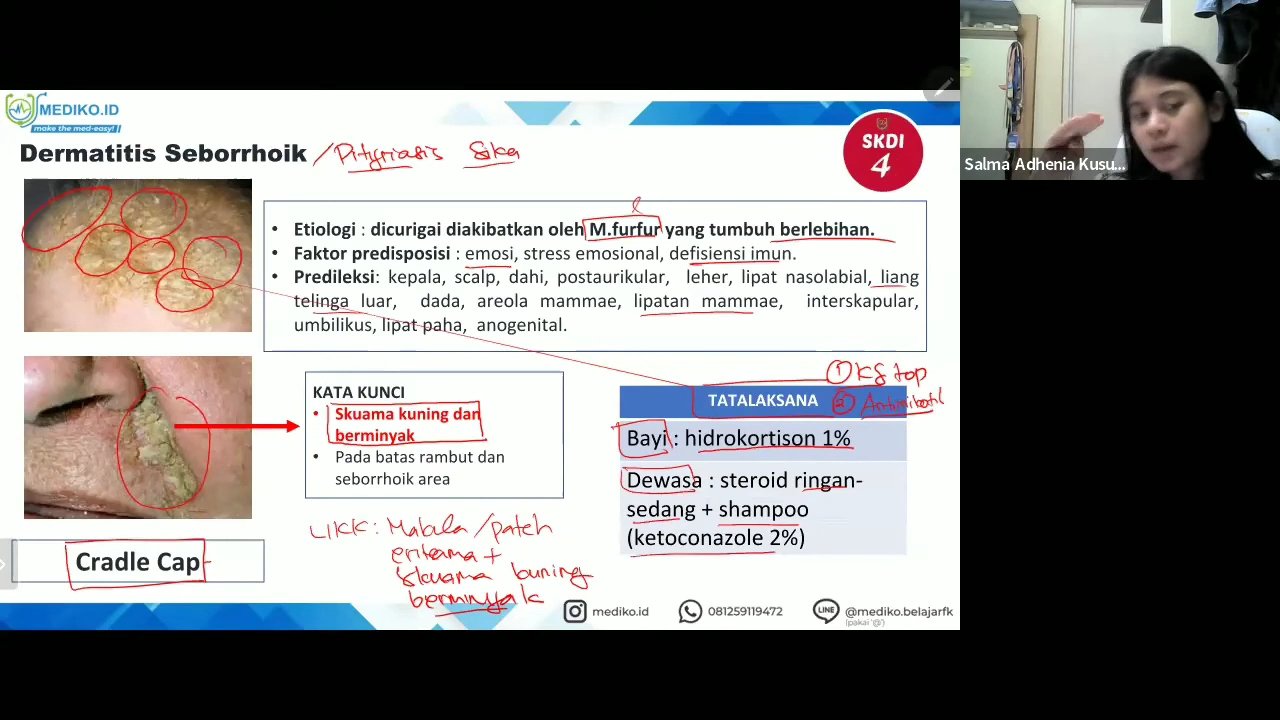 MEDIKO.ID
make the med-easy!
Dermatitis Seborrhoik / Pityriasis Sika
SKDI
4
Salma Adhenia Kusu...
• Etiologi : dicurigai diakibatkan oleh M.furfur yang tumbuh berlebihan.
• Faktor predisposisi : emosi, stress emosional, defisiensi imun.
• Predileksi: kepala, scalp, dahi, postaurikular, leher, lipat nasolabial, liang
telinga luar, dada, areola mammae, lipatan mammae, interskapular,
umbilikus, lipat paha, anogenital.
KATA KUNCI
• Skuama kuning dan
berminyak
• Pada batas rambut dan
seborrhoik area
① KS top
TATALAKSANA ②
Bayi : hidrokortison 1%
Dewasa : steroid ringan-
sedang + shampoo
(ketoconazole 2%)
UKK: Makula/patch
eritema +
skuama kuning
berminyak
Cradle Cap
mediko.id
081259119472
LINE
@mediko.belajarfk
(pakai '@')